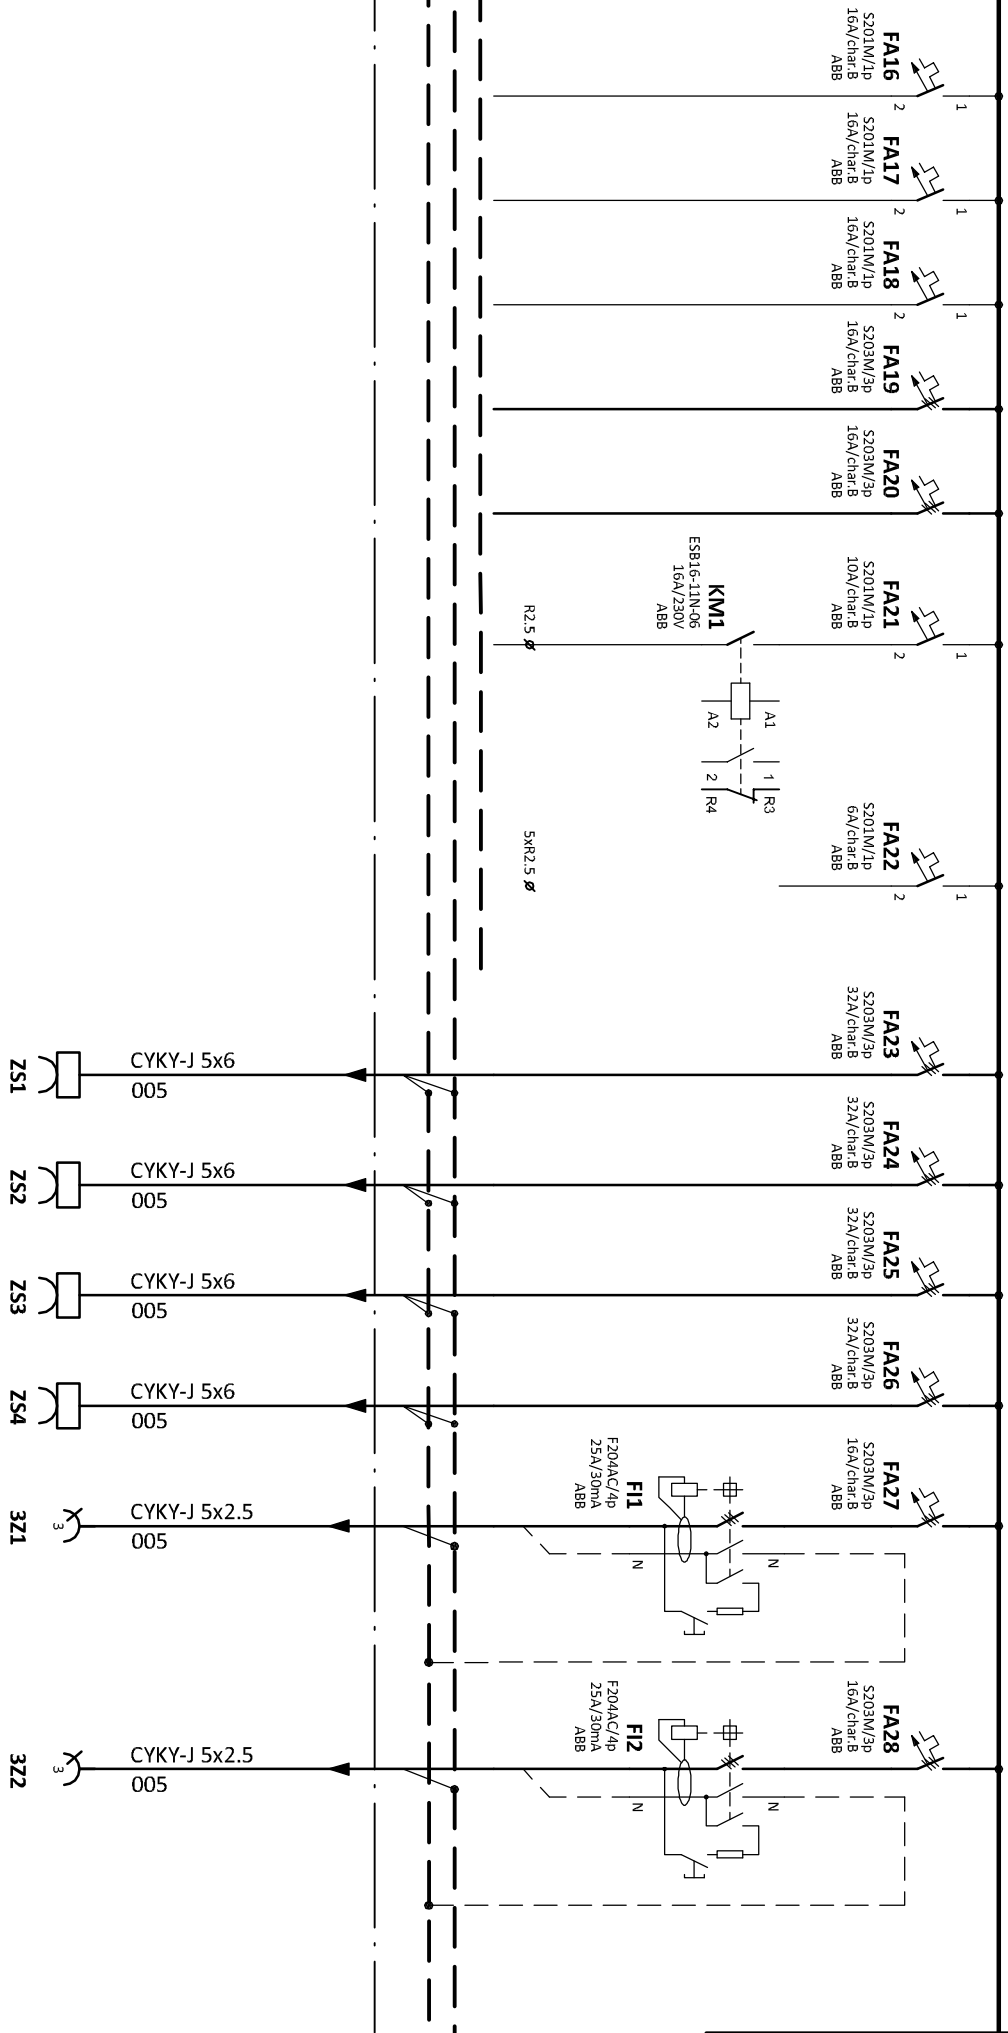 FA16
S201M/1p
16A/char.B
ABB
1
2
FA17
S201M/1p
16A/char.B
ABB
1
2
FA18
S201M/1p
16A/char.B
ABB
1
2
FA19
S203M/3p
16A/char.B
ABB
FA20
S203M/3p
16A/char.B
ABB
FA21
S201M/1p
10A/char.B
ABB
1
2
KM1
ESB16-11N-06
16A/230V
ABB
A1
A2
1
2
R3
R4
R2.5 ø
FA22
S201M/1p
6A/char.B
ABB
1
2
5xR2.5 ø
FA23
S203M/3p
32A/char.B
ABB
CYKY-J 5x6
005
ZS1
FA24
S203M/3p
32A/char.B
ABB
CYKY-J 5x6
005
ZS2
FA25
S203M/3p
32A/char.B
ABB
CYKY-J 5x6
005
ZS3
FA26
S203M/3p
32A/char.B
ABB
CYKY-J 5x6
005
ZS4
FA27
S203M/3p
16A/char.B
ABB
FI1
F204AC/4p
25A/30mA
ABB
N
N
CYKY-J 5x2.5
005
3
3Z1
FA28
S203M/3p
16A/char.B
ABB
FI2
F204AC/4p
25A/30mA
ABB
N
N
CYKY-J 5x2.5
005
3
3Z2